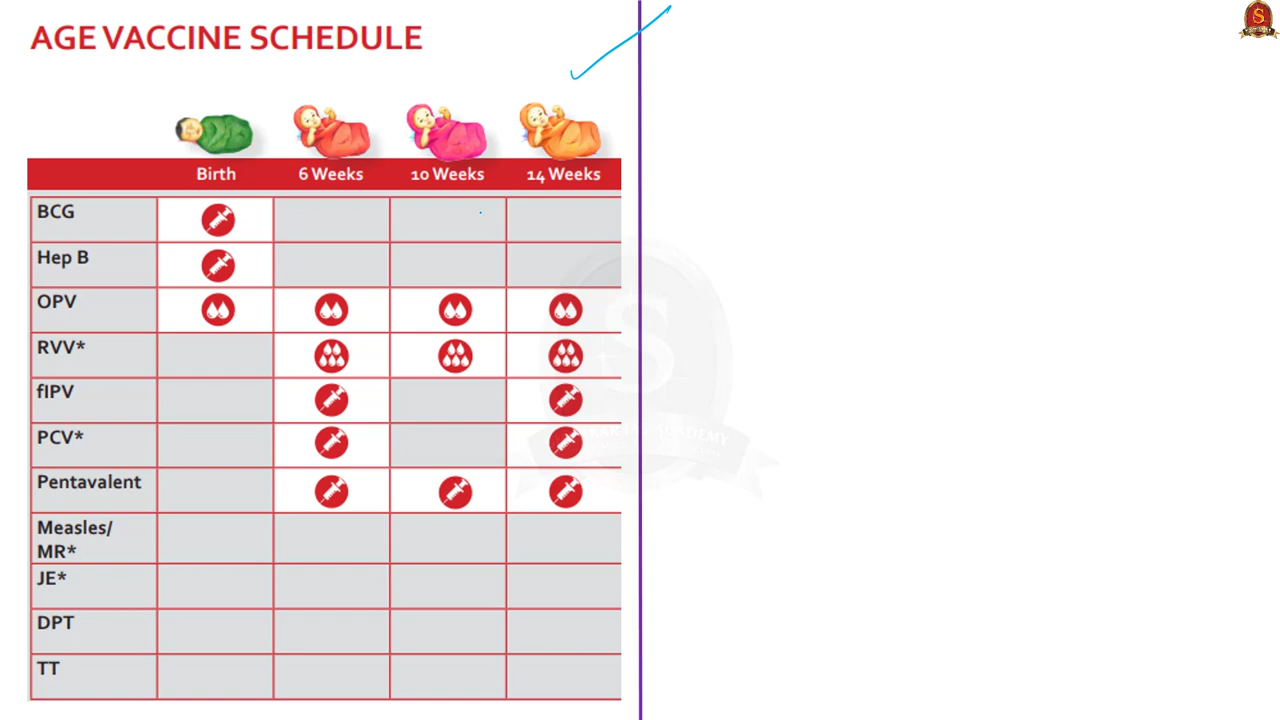 AGE VACCINE SCHEDULE
Birth 6 Weeks 10 Weeks 14 Weeks
BCG
Hep B
OPV
RVV*
fIPV
PCV*
Pentavalent
Measles/
MR*
JE*
DPT
TT
S